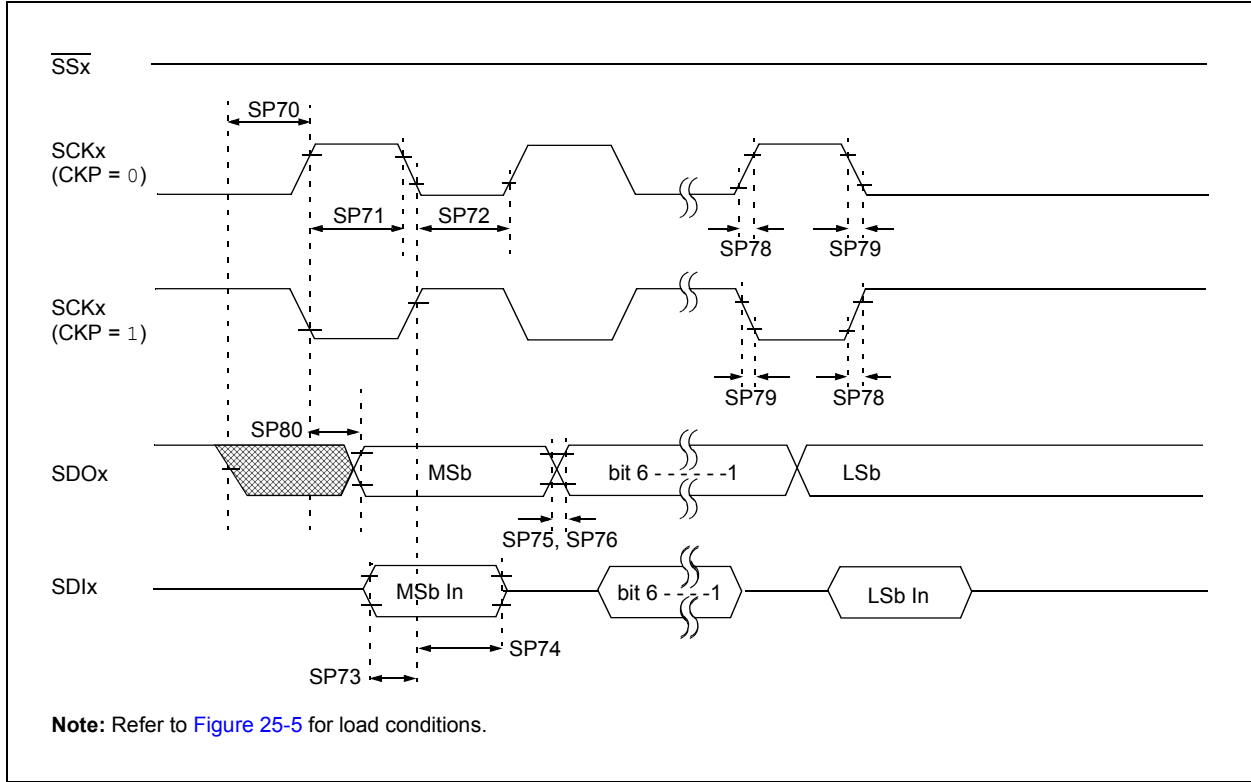 SSx
SP70
SCKx
(CKP = 0)
SP71
SP72
SP78
SP79
SCKx
(CKP = 1)
SP79
SP78
SP80
SDOx
MSb
bit 6 - - - - - -1
LSb
SP75, SP76
SDIx
MSb In
bit 6 - - - -1
LSb In
SP74
SP73
Note: Refer to Figure 25-5 for load conditions.